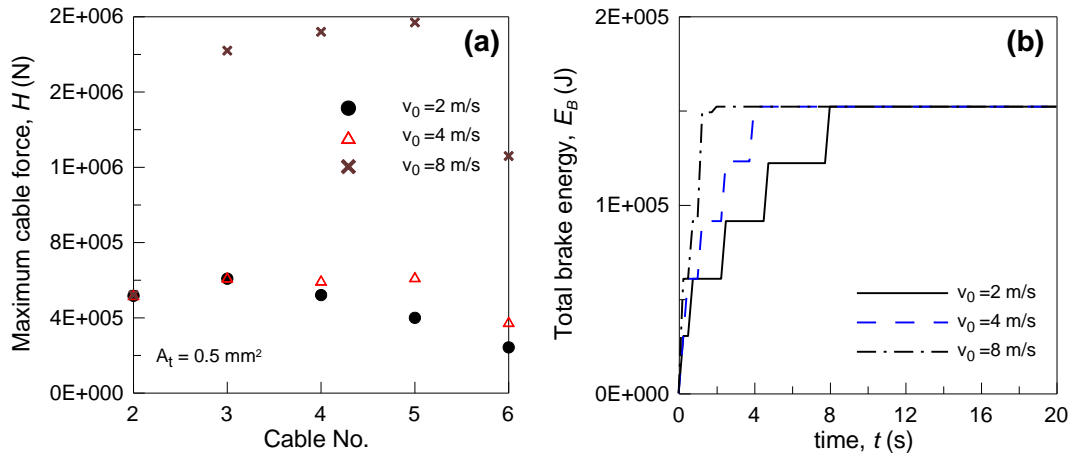 (a)
Maximum cable force, H (N)
2E+006
2E+006
1E+006
8E+005
4E+005
0E+000
v0 =2 m/s
v0 =4 m/s
v0 =8 m/s
At = 0.5 mm²
2 3 4 5 6
Cable No.
(b)
Total brake energy, EB (J)
2E+005
1E+005
0E+000
v0 =2 m/s
v0 =4 m/s
v0 =8 m/s
0 4 8 12 16 20
time, t (s)